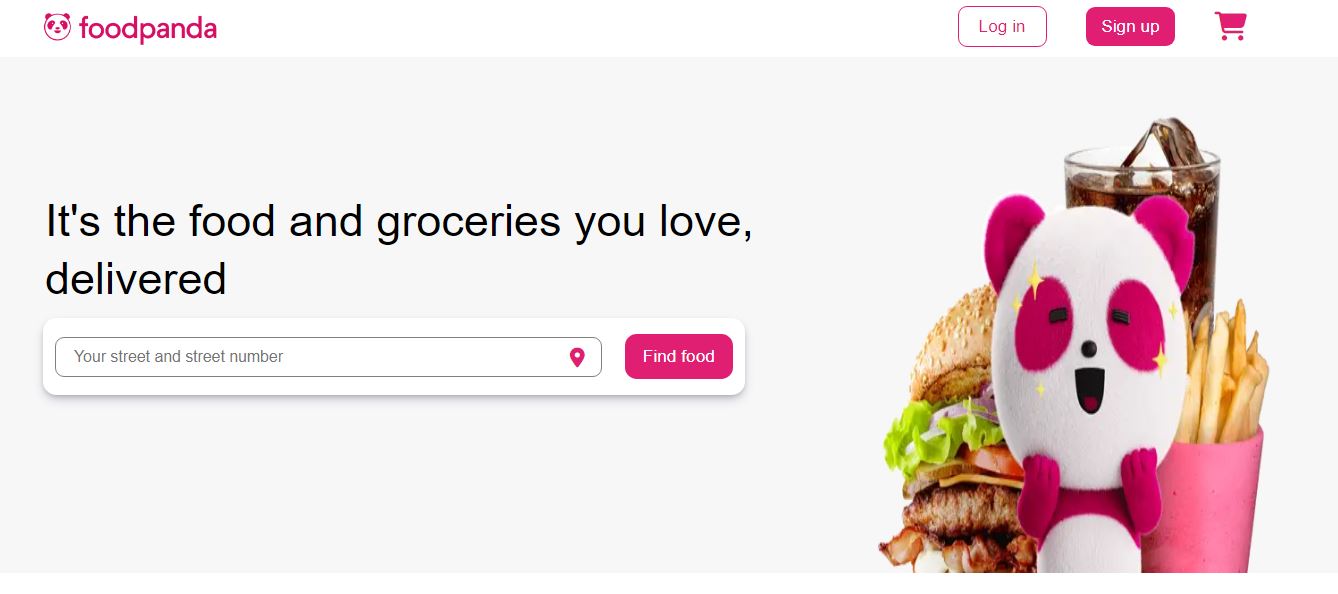 foodpanda
Log in
Sign up
It's the food and groceries you love,
delivered
Your street and street number
Find food